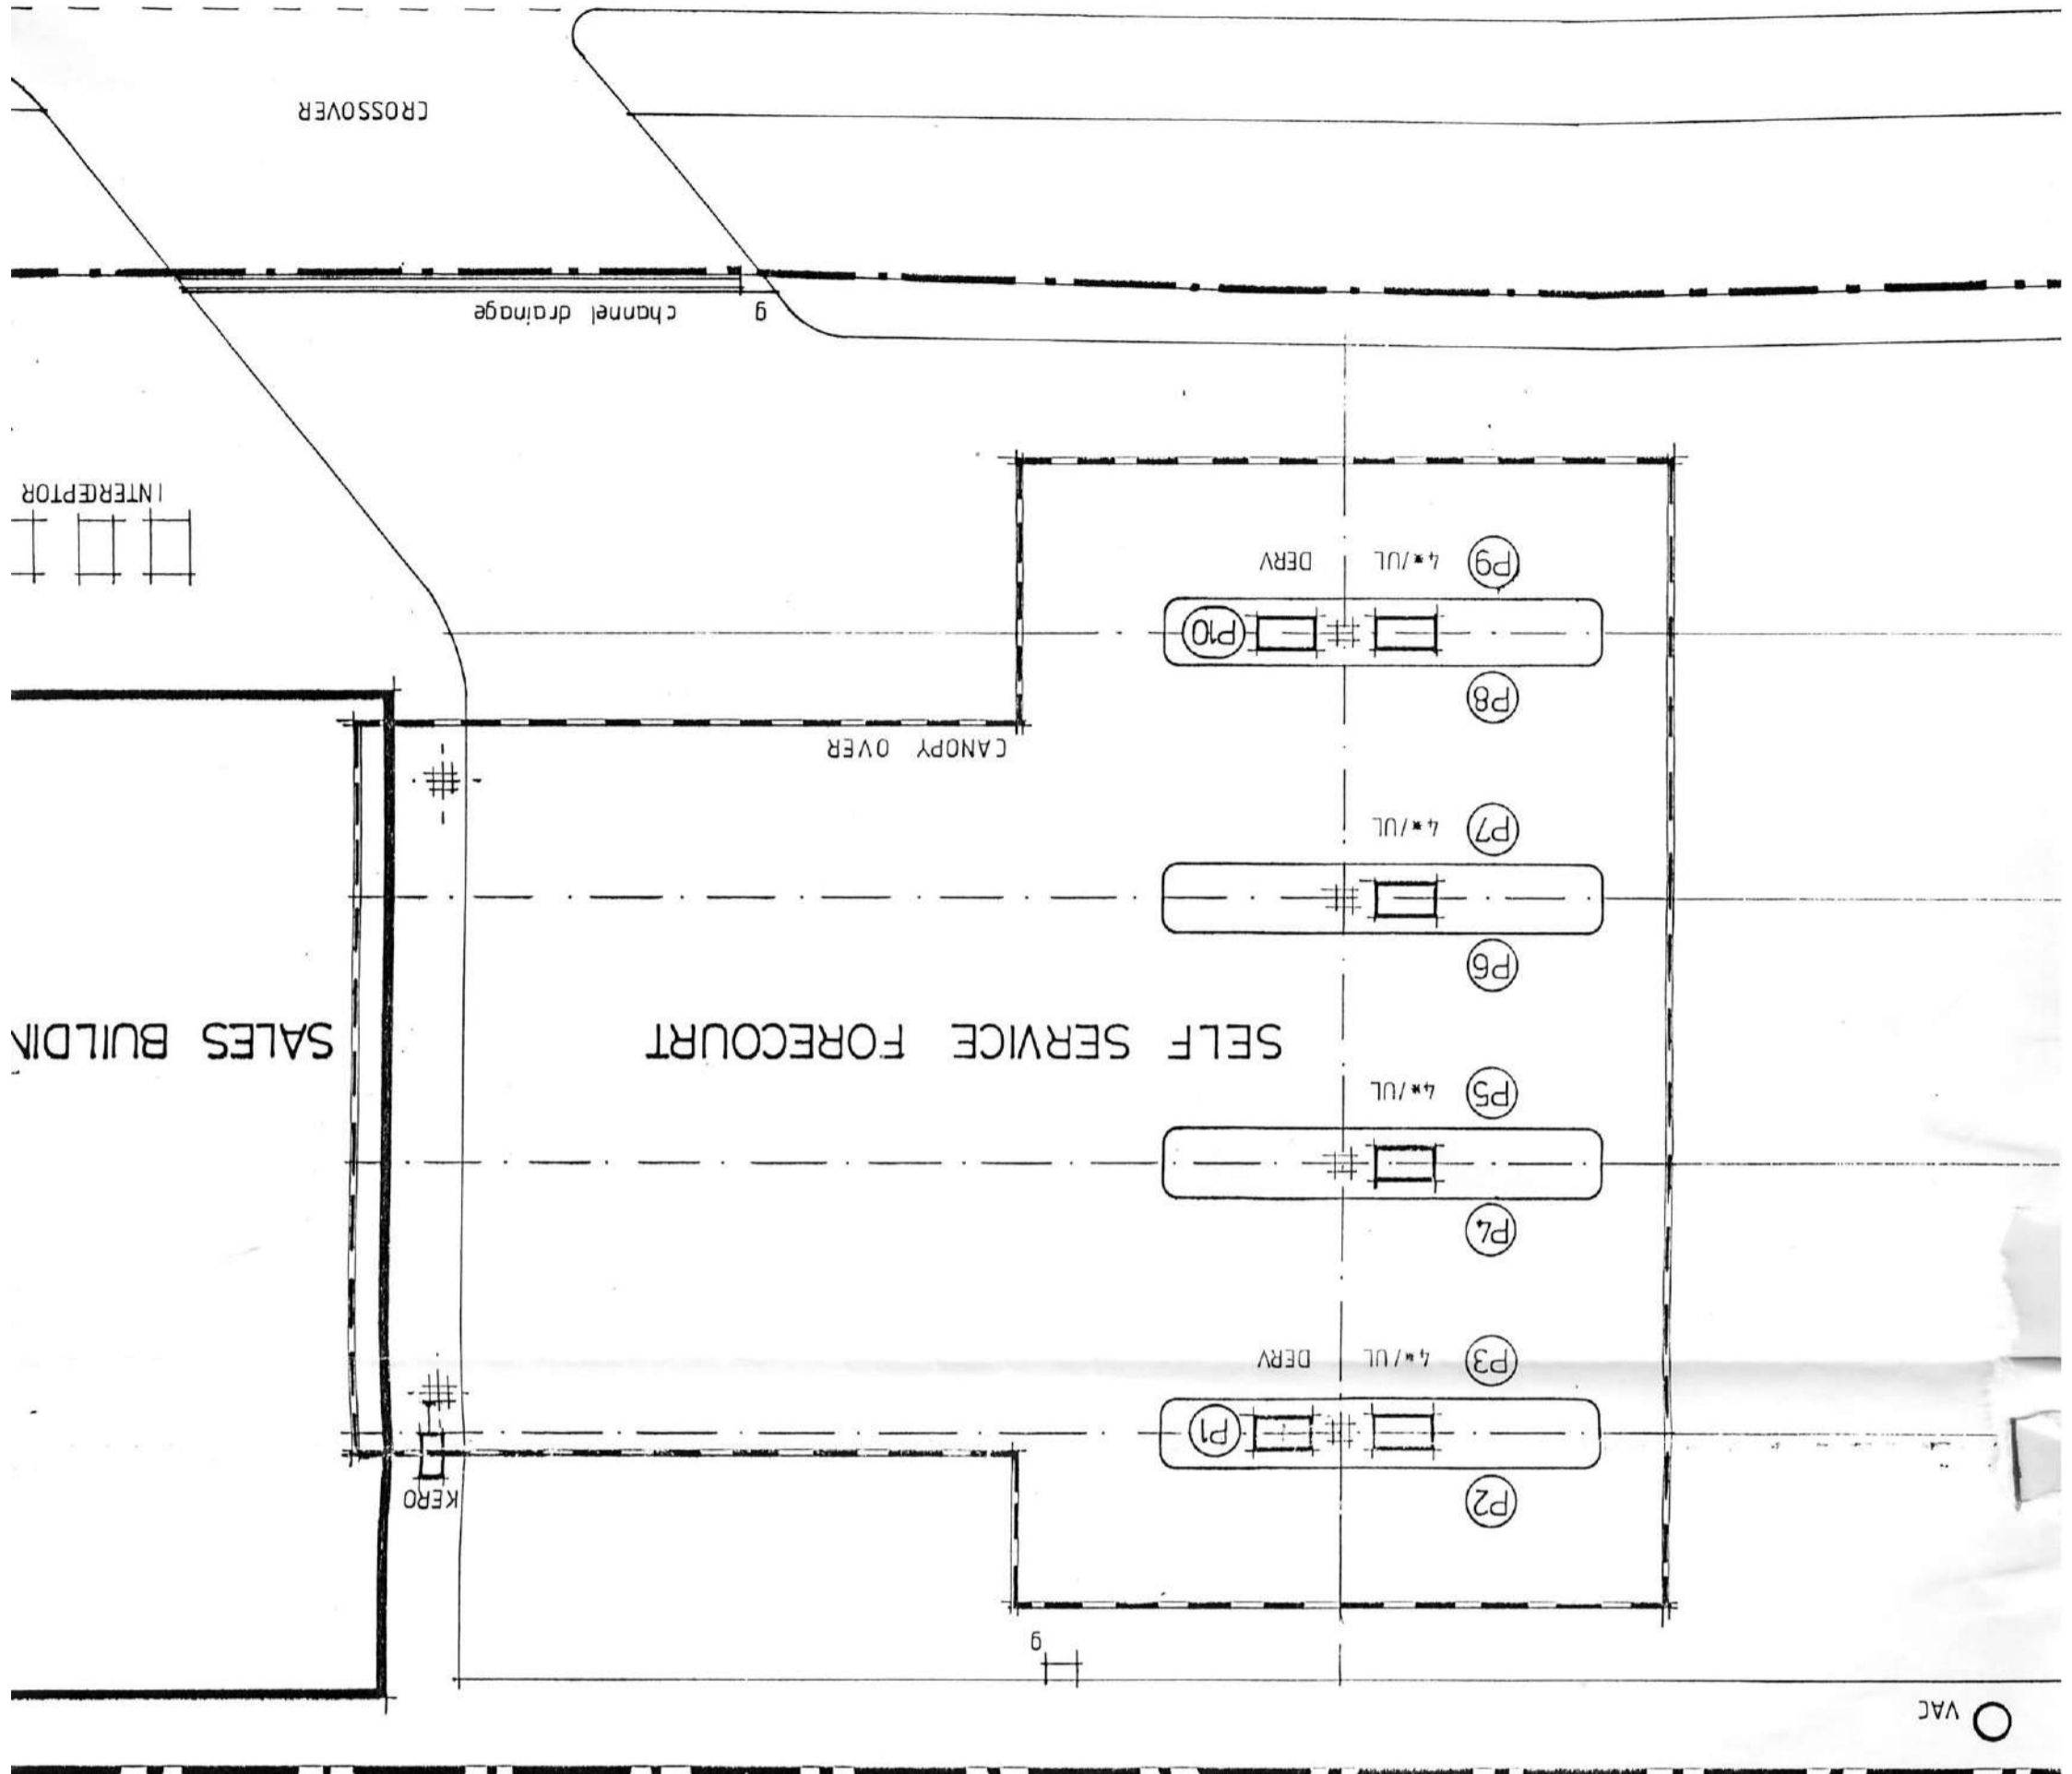 VAC
g
P2
KERO
P1
P3 4*/UL DERV
P4
P5 4*/UL
SELF SERVICE FORECOURT
SALES BUILDIN
P6
P7 4*/UL
CANOPY OVER
P8
P10
P9 4*/UL DERV
INTERCEPTOR
g
channel drainage
CROSSOVER